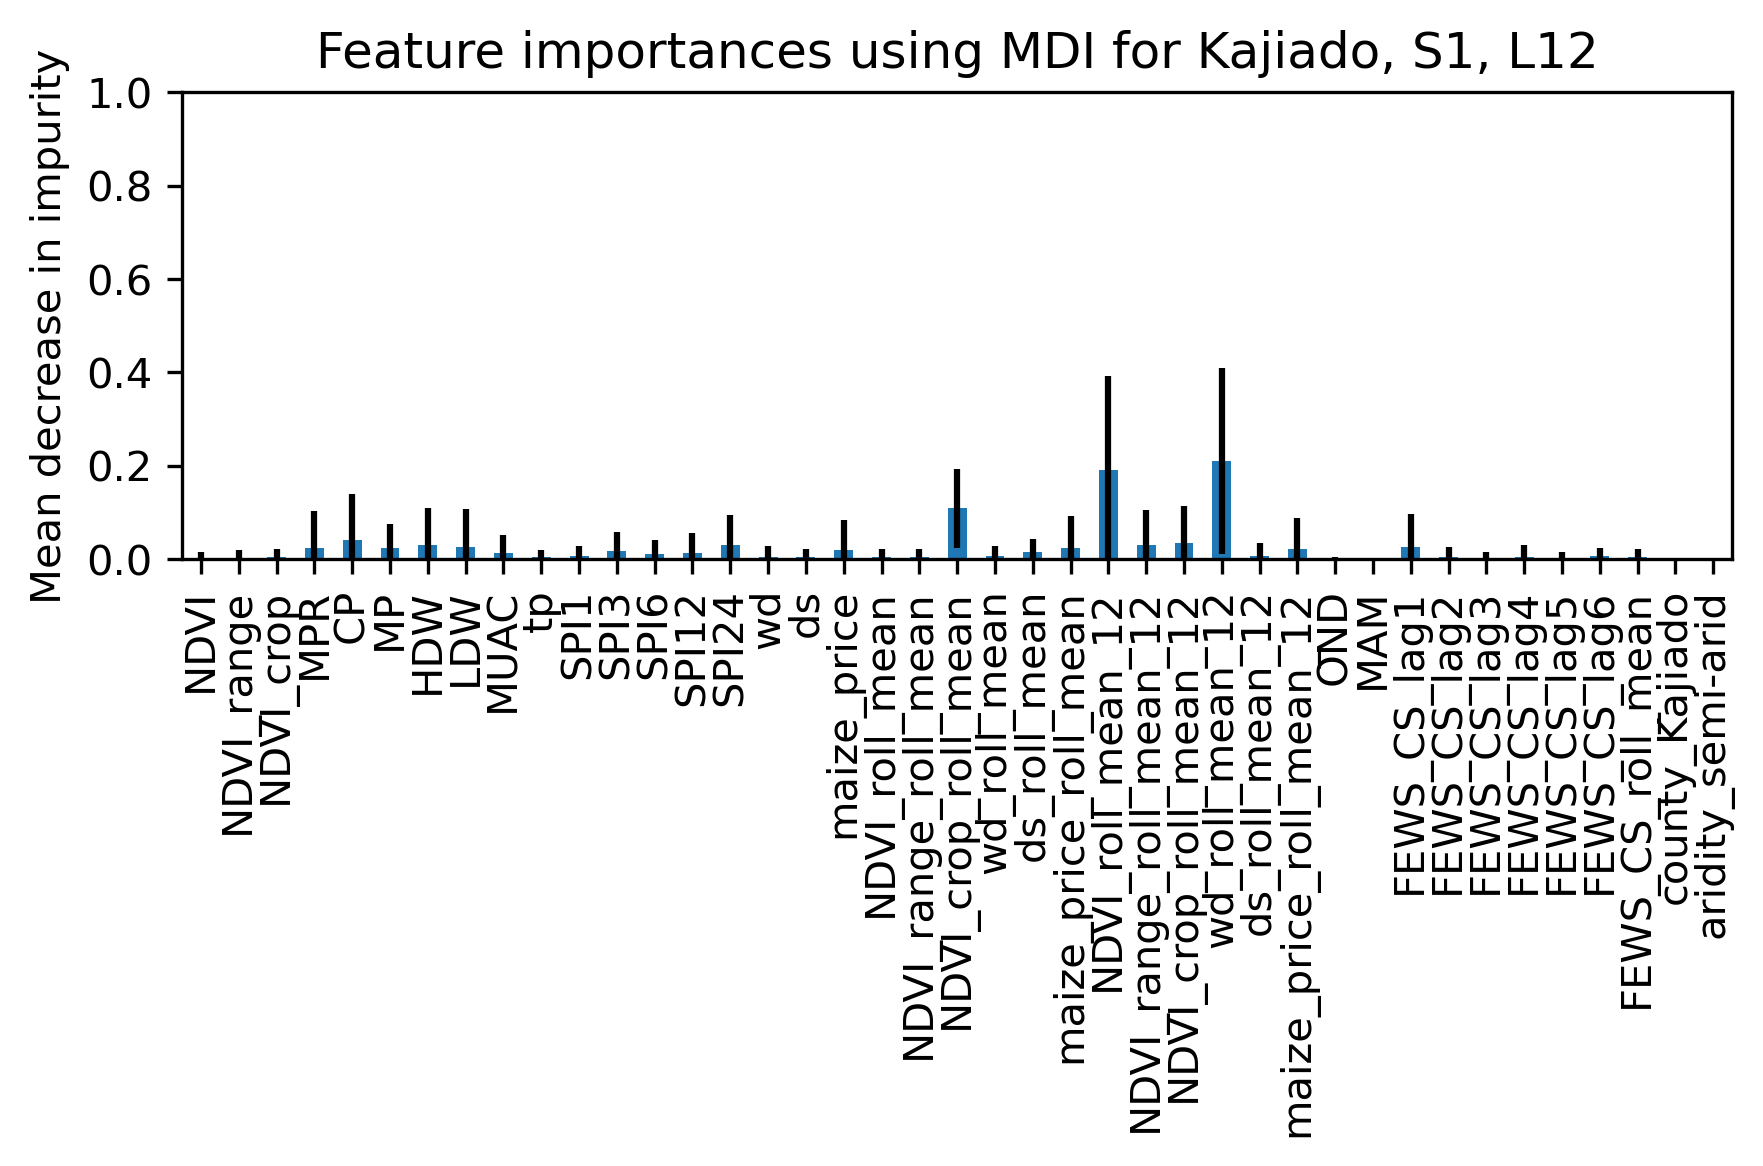 Feature importances using MDI for Kajiado, S1, L12
Mean decrease in impurity
1.0
0.8
0.6
0.4
0.2
0.0
NDVI
NDVI_range
NDVI_crop
MPR
CP
MP
HDW
LDW
MUAC
tp
SPI1
SPI3
SPI6
SPI12
SPI24
wd
ds
maize_price
NDVI_roll_mean
NDVI_range_roll_mean
NDVI_crop_roll_mean
wd_roll_mean
ds_roll_mean
maize_price_roll_mean
NDVI_roll_mean_12
NDVI_range_roll_mean_12
NDVI_crop_roll_mean_12
wd_roll_mean_12
ds_roll_mean_12
maize_price_roll_mean_12
OND
MAM
FEWS_CS_lag1
FEWS_CS_lag2
FEWS_CS_lag3
FEWS_CS_lag4
FEWS_CS_lag5
FEWS_CS_lag6
FEWS_CS_roll_mean
county_Kajiado
aridity_semi-arid